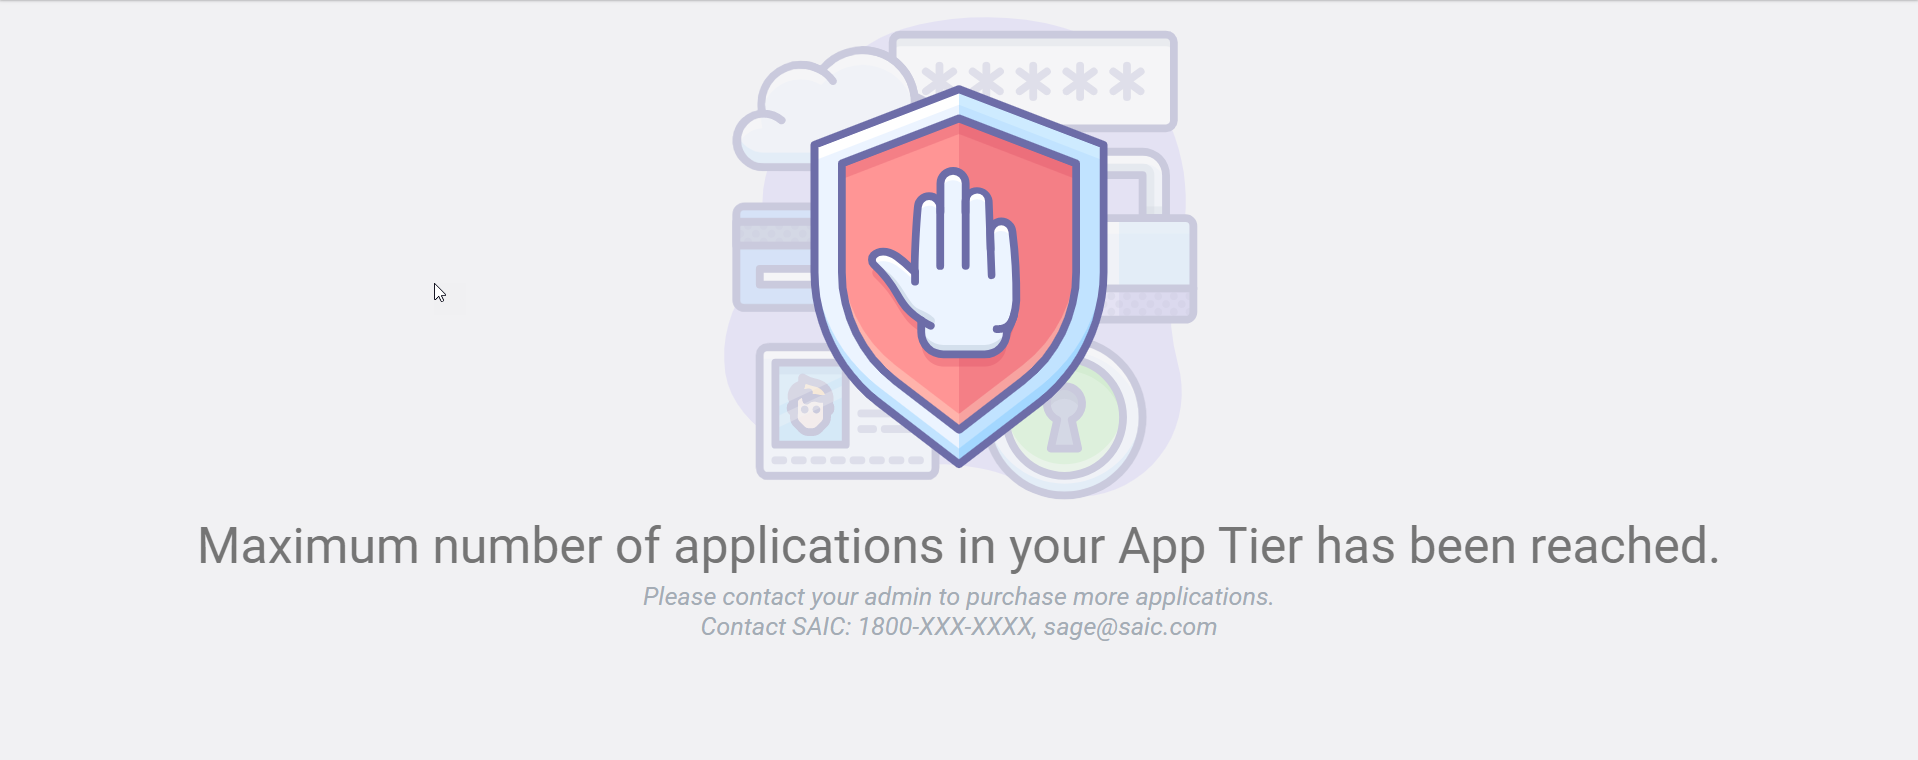 *****
Maximum number of applications in your App Tier has been reached.
Please contact your admin to purchase more applications.
Contact SAIC: 1800-XXX-XXXX, sage@saic.com